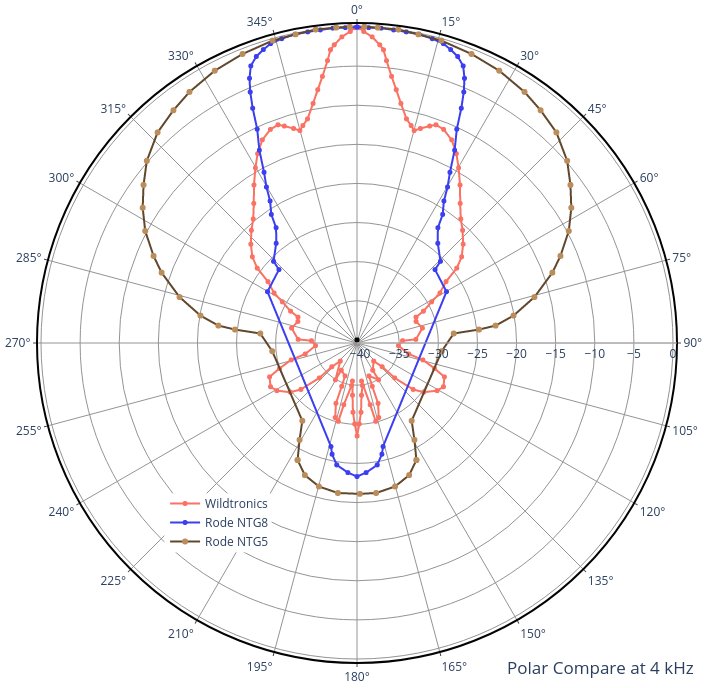 0°
345° 15°
330° 30°
315° 45°
300° 60°
285° 75°
270° −40 −35 −30 −25 −20 −15 −10 −5 0 90°
255° 105°
240° 120°
Wildtronics
Rode NTG8
Rode NTG5
225° 135°
210° 150°
195° 165°
180°
Polar Compare at 4 kHz